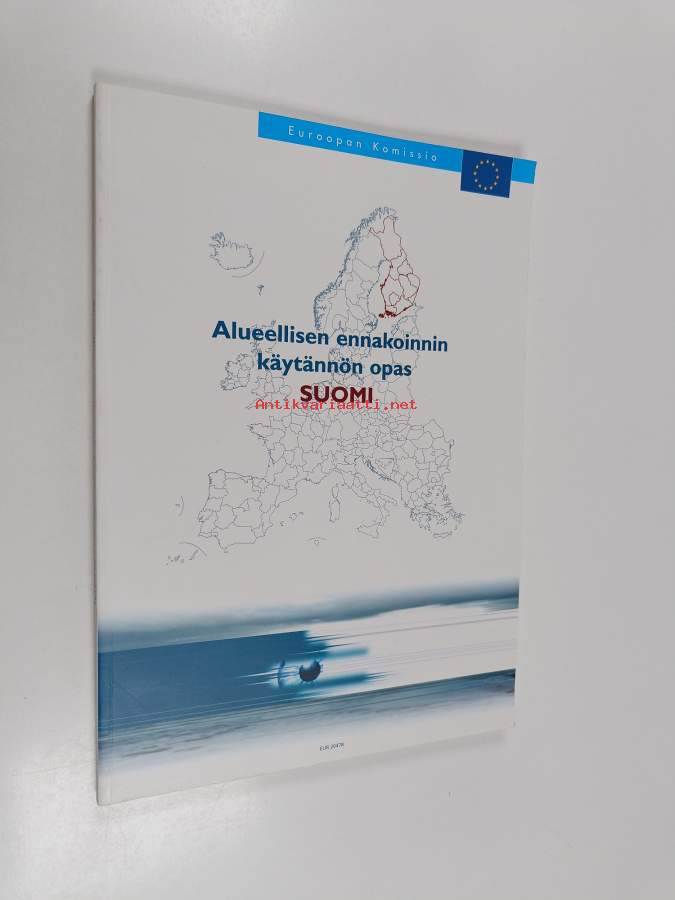 Euroopan Komissio
Alueellisen ennakoinnin
käytännön opas
SUOMI
Antikvariaatti.net